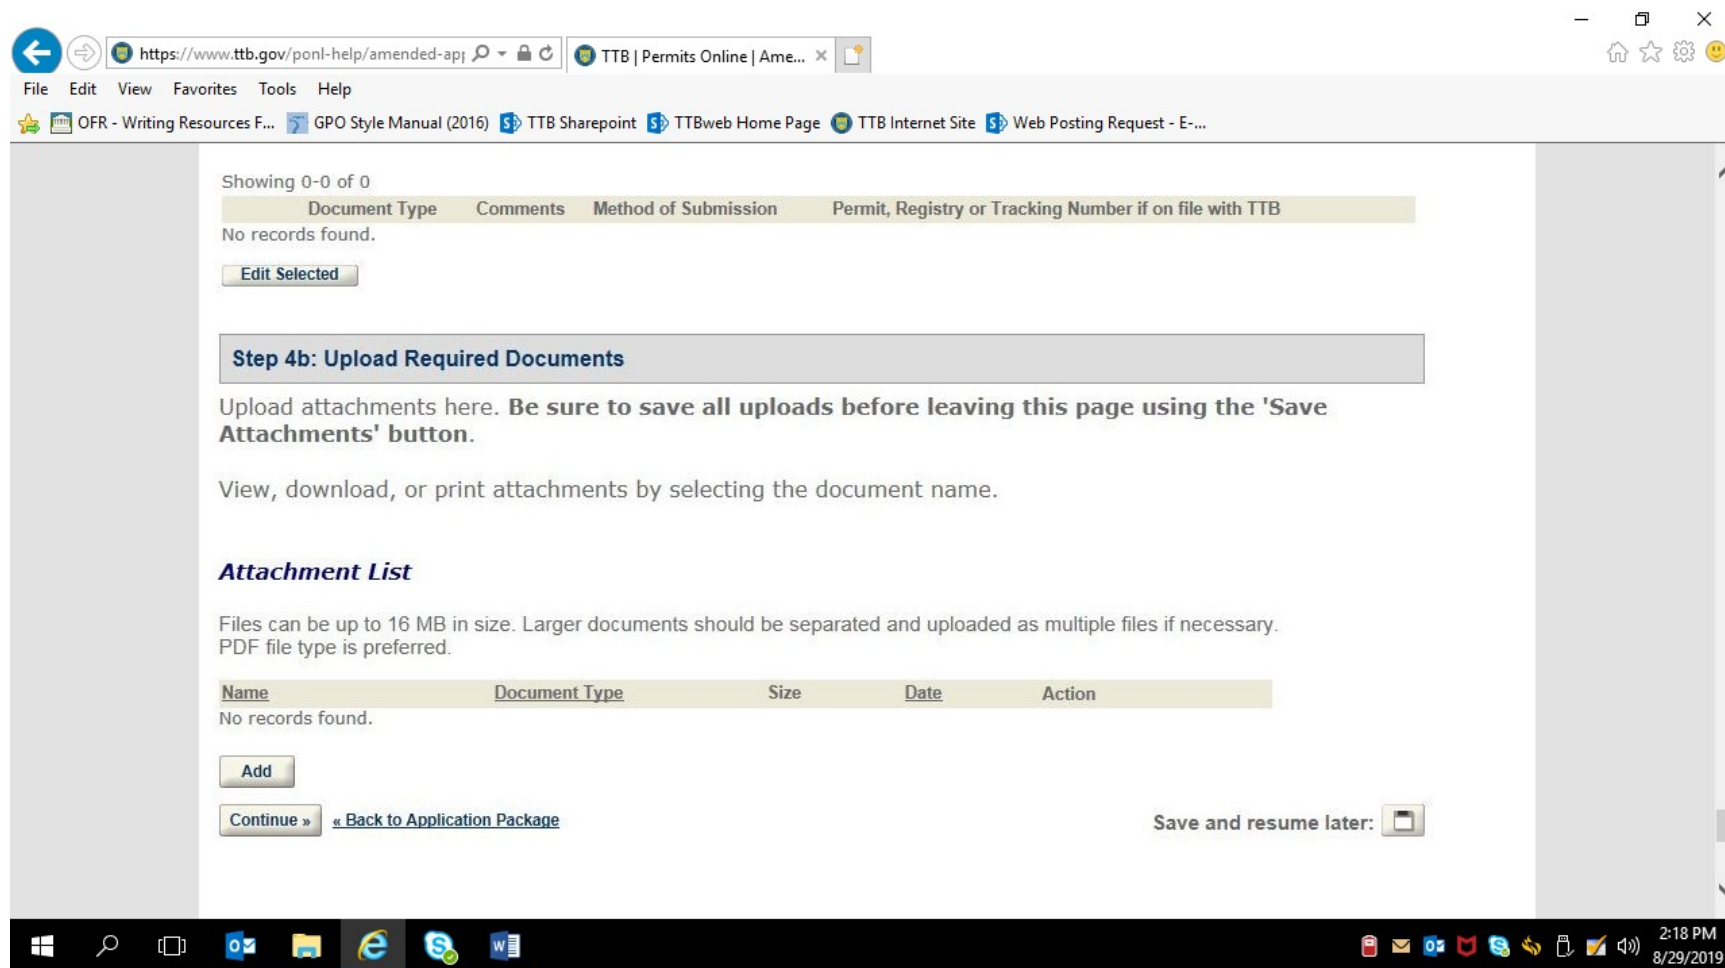 https://www.ttb.gov/ponl-help/amended-ap
TTB | Permits Online | Ame...
File Edit View Favorites Tools Help
OFR - Writing Resources F... GPO Style Manual (2016) TTB Sharepoint TTBweb Home Page TTB Internet Site Web Posting Request - E-...
Showing 0-0 of 0
Document Type Comments Method of Submission Permit, Registry or Tracking Number if on file with TTB
No records found.
Edit Selected
Step 4b: Upload Required Documents
Upload attachments here. Be sure to save all uploads before leaving this page using the 'Save
Attachments' button.
View, download, or print attachments by selecting the document name.
Attachment List
Files can be up to 16 MB in size. Larger documents should be separated and uploaded as multiple files if necessary.
PDF file type is preferred.
Name Document Type Size Date Action
No records found.
Add
Continue » « Back to Application Package Save and resume later:
2:18 PM
8/29/2019